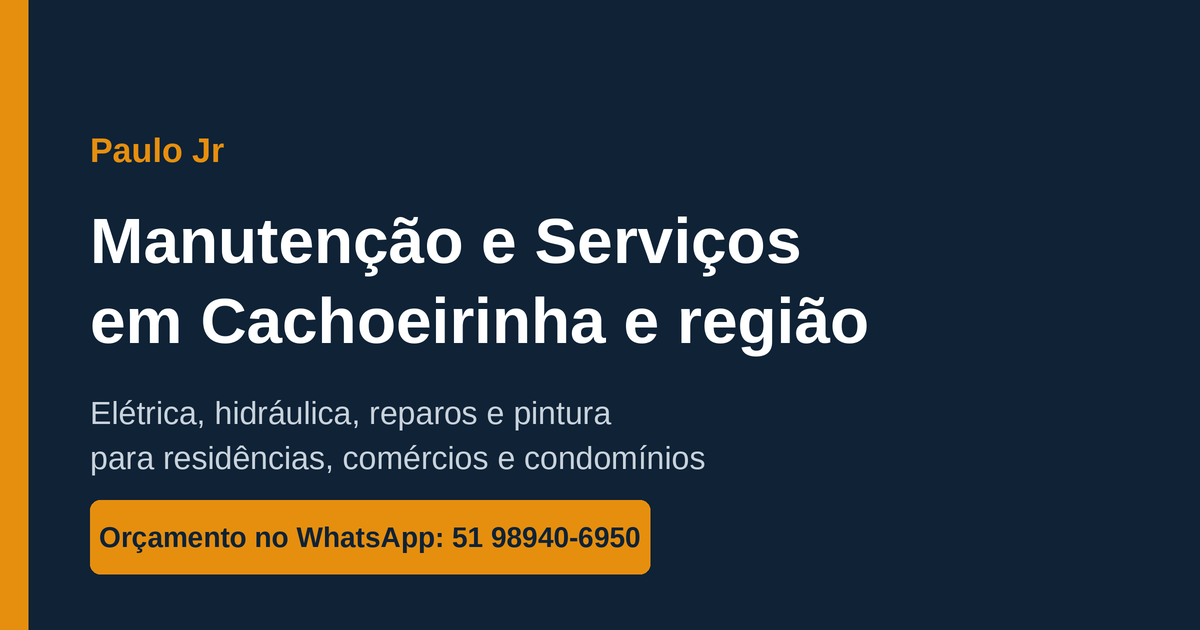 Paulo Jr
Manutenção e Serviços
em Cachoeirinha e região
Elétrica, hidráulica, reparos e pintura
para residências, comércios e condomínios
Orçamento no WhatsApp: 51 98940-6950